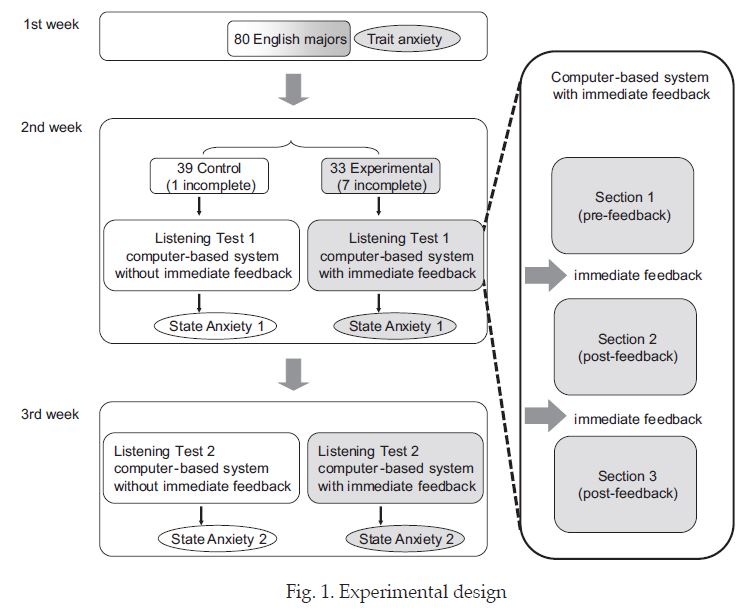 1st week
80 English majors
Trait anxiety
2nd week
39 Control
(1 incomplete)
33 Experimental
(7 incomplete)
Listening Test 1
computer-based system
without immediate feedback
Listening Test 1
computer-based system
with immediate feedback
State Anxiety 1
State Anxiety 1
3rd week
Listening Test 2
computer-based system
without immediate feedback
Listening Test 2
computer-based system
with immediate feedback
State Anxiety 2
State Anxiety 2
Computer-based system
with immediate feedback
Section 1
(pre-feedback)
immediate feedback
Section 2
(post-feedback)
immediate feedback
Section 3
(post-feedback)
Fig. 1. Experimental design